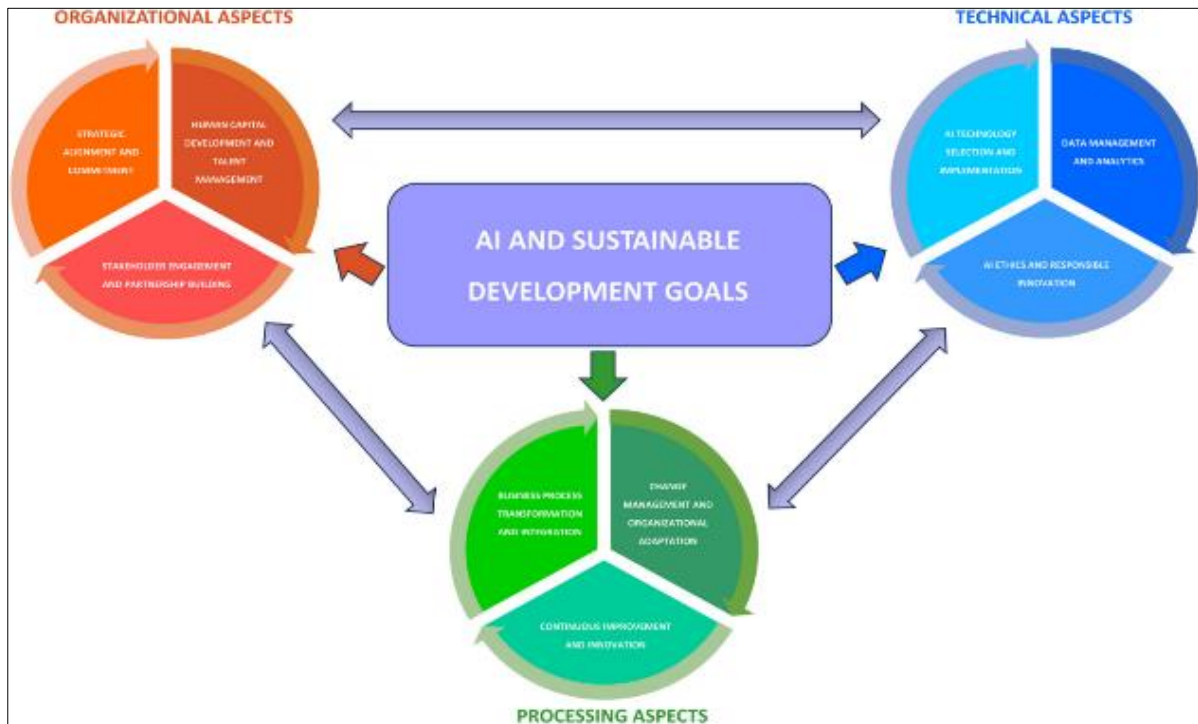 ORGANIZATIONAL ASPECTS
TECHNICAL ASPECTS
STRATEGIC
ALIGNMENT AND
COMMITMENT
HUMAN CAPITAL
DEVELOPMENT AND
TALENT
MANAGEMENT
STAKEHOLDER ENGAGEMENT
AND PARTNERSHIP BUILDING
AI AND SUSTAINABLE
DEVELOPMENT GOALS
AI TECHNOLOGY
SELECTION AND
IMPLEMENTATION
DATA MANAGEMENT
AND ANALYTICS
AI ETHICS AND RESPONSIBLE
INNOVATION
BUSINESS PROCESS
TRANSFORMATION
AND INTEGRATION
CHANGE
MANAGEMENT AND
ORGANIZATIONAL
ADAPTATION
CONTINUOUS IMPROVEMENT
AND INNOVATION
PROCESSING ASPECTS